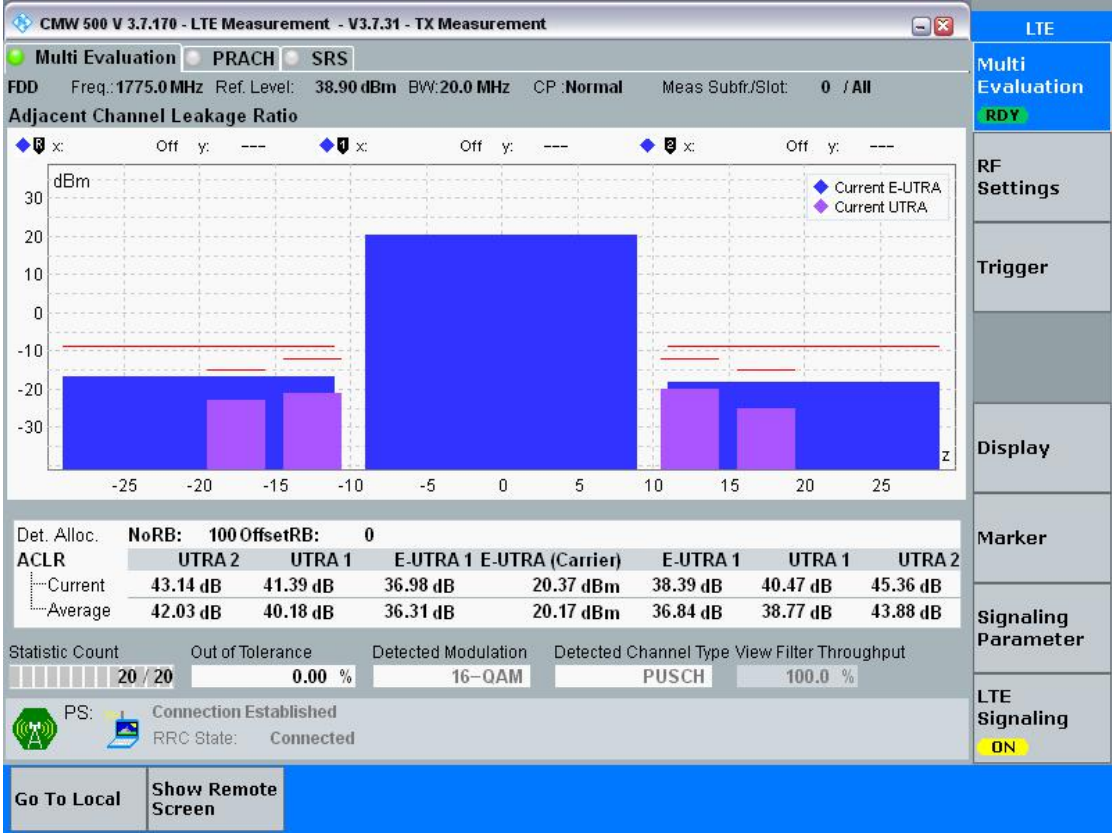 CMW 500 V 3.7.170 - LTE Measurement - V3.7.31 - TX Measurement
LTE
Multi Evaluation PRACH SRS
Multi
Evaluation
RDY
FDD Freq.:1775.0 MHz Ref. Level: 38.90 dBm BW:20.0 MHz CP :Normal Meas Subfr./Slot: 0 / All
Adjacent Channel Leakage Ratio
R x: Off y: --- 1 x: Off y: --- 2 x: Off y: ---
dBm
Current E-UTRA
Current UTRA
30
20
10
0
-10
-20
-30
z
-25 -20 -15 -10 -5 0 5 10 15 20 25
RF
Settings
Trigger
Display
Marker
Signaling
Parameter
LTE
Signaling
ON
Det. Alloc. NoRB: 100 OffsetRB: 0
ACLR UTRA 2 UTRA 1 E-UTRA 1 E-UTRA (Carrier) E-UTRA 1 UTRA 1 UTRA 2
Current 43.14 dB 41.39 dB 36.98 dB 20.37 dBm 38.39 dB 40.47 dB 45.36 dB
Average 42.03 dB 40.18 dB 36.31 dB 20.17 dBm 36.84 dB 38.77 dB 43.88 dB
Statistic Count Out of Tolerance Detected Modulation Detected Channel Type View Filter Throughput
20 / 20 0.00 % 16-QAM PUSCH 100.0 %
PS: Connection Established
RRC State: Connected
Go To Local
Show Remote
Screen